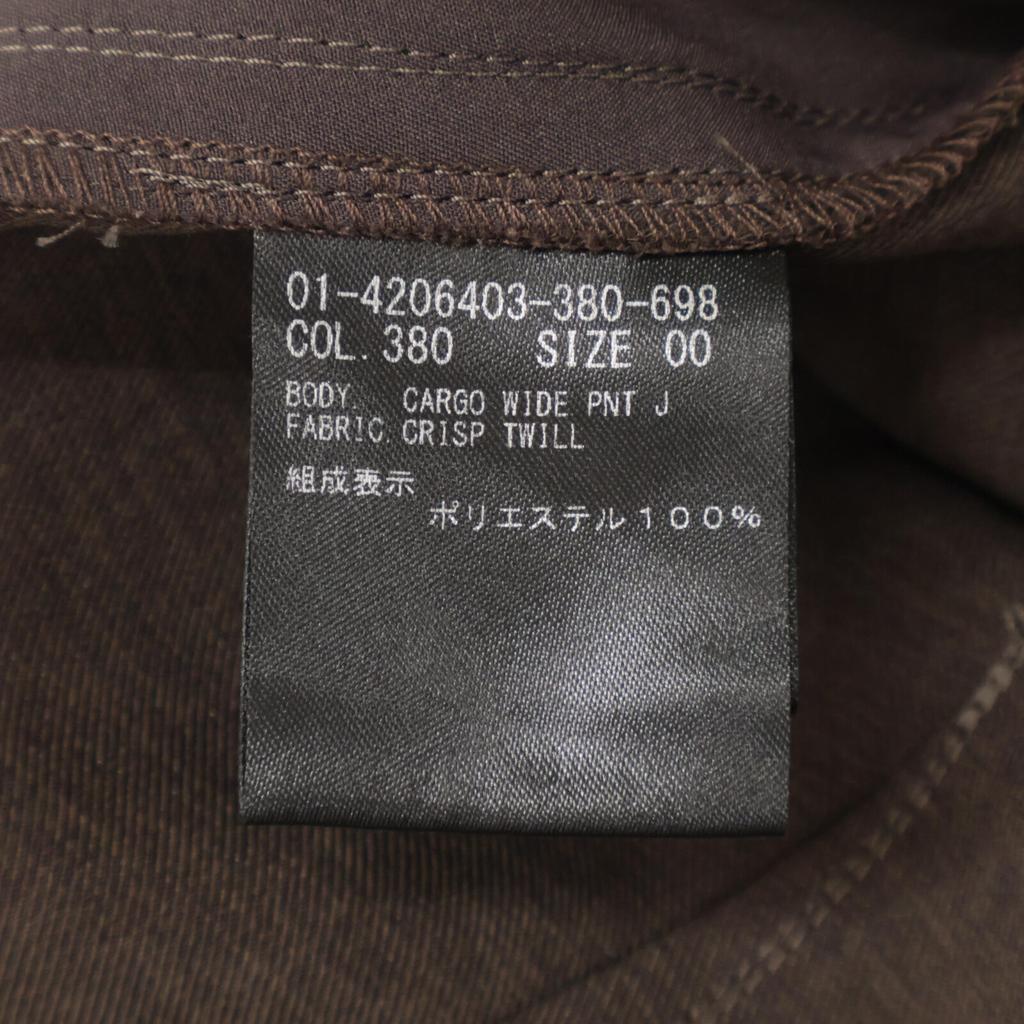 01-4206403-380-698
COL. 380 SIZE 00
BODY. CARGO WIDE PNT J
FABRIC CRISP TWILL
組成表示
ポリエステル100%